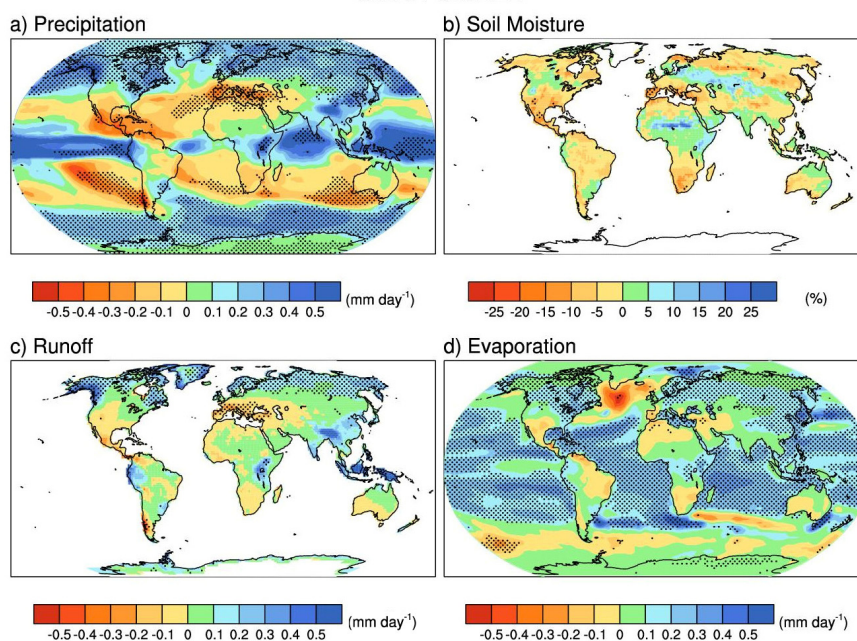 a) Precipitation
b) Soil Moisture
-0.5 -0.4 -0.3 -0.2 -0.1 0 0.1 0.2 0.3 0.4 0.5 (mm day⁻¹)
-25 -20 -15 -10 -5 0 5 10 15 20 25 (%)
c) Runoff
d) Evaporation
-0.5 -0.4 -0.3 -0.2 -0.1 0 0.1 0.2 0.3 0.4 0.5 (mm day⁻¹)
-0.5 -0.4 -0.3 -0.2 -0.1 0 0.1 0.2 0.3 0.4 0.5 (mm day⁻¹)